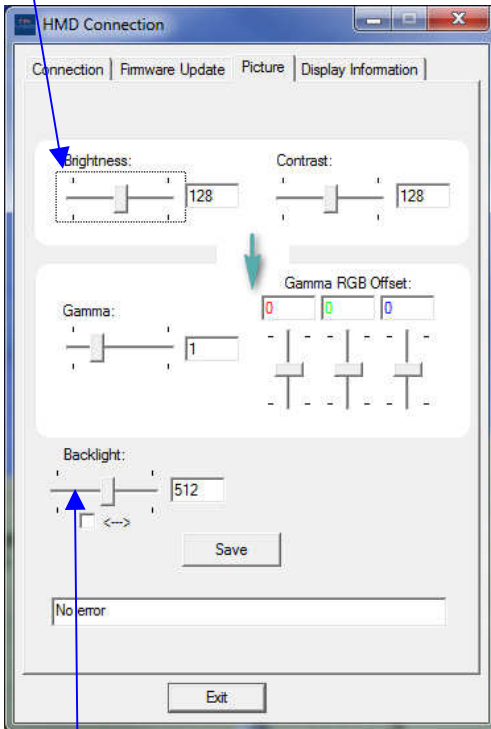 HMD Connection
Connection Firmware Update Picture Display Information
Brightness: Contrast:
128 128
Gamma RGB Offset:
0 0 0
Gamma:
1
Backlight:
512
<--->
Save
No error
Exit